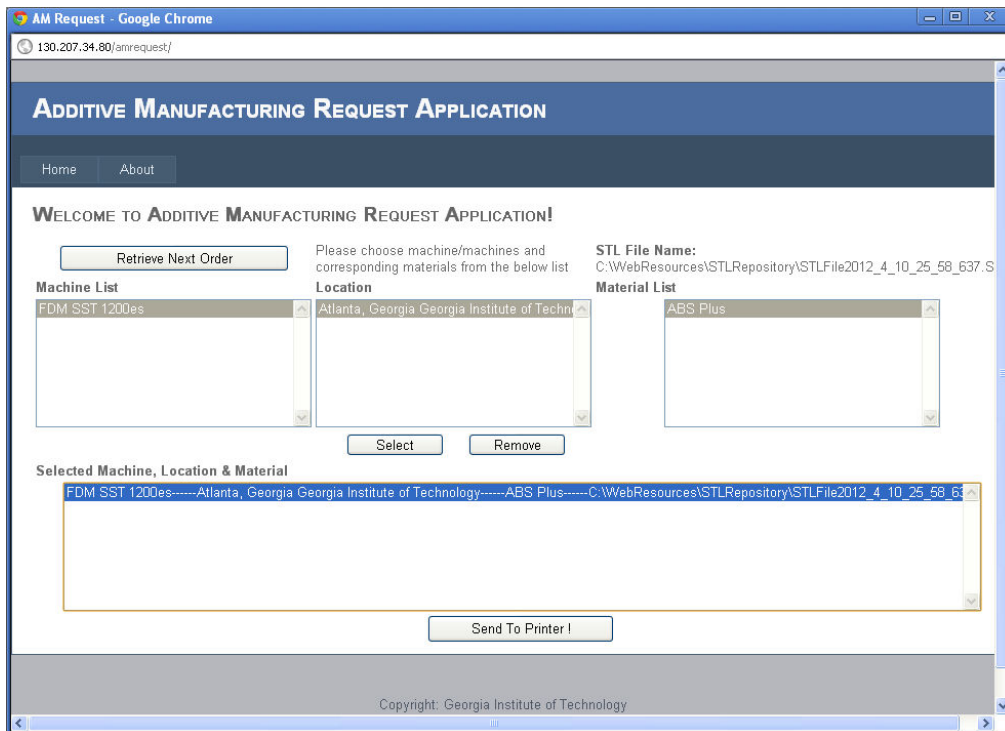 AM Request - Google Chrome
130.207.34.80/amrequest/
ADDITIVE MANUFACTURING REQUEST APPLICATION
Home About
WELCOME TO ADDITIVE MANUFACTURING REQUEST APPLICATION!
Retrieve Next Order
Please choose machine/machines and
corresponding materials from the below list
STL File Name:
C:\WebResources\STLRepository\STLFile2012_4_10_25_58_637.S
Machine List Location Material List
FDM SST 1200es Atlanta, Georgia Georgia Institute of Techn ABS Plus
Select Remove
Selected Machine, Location & Material
FDM SST 1200es------Atlanta, Georgia Georgia Institute of Technology------ABS Plus------C:\WebResources\STLRepository\STLFile2012_4_10_25_58_63
Send To Printer !
Copyright: Georgia Institute of Technology